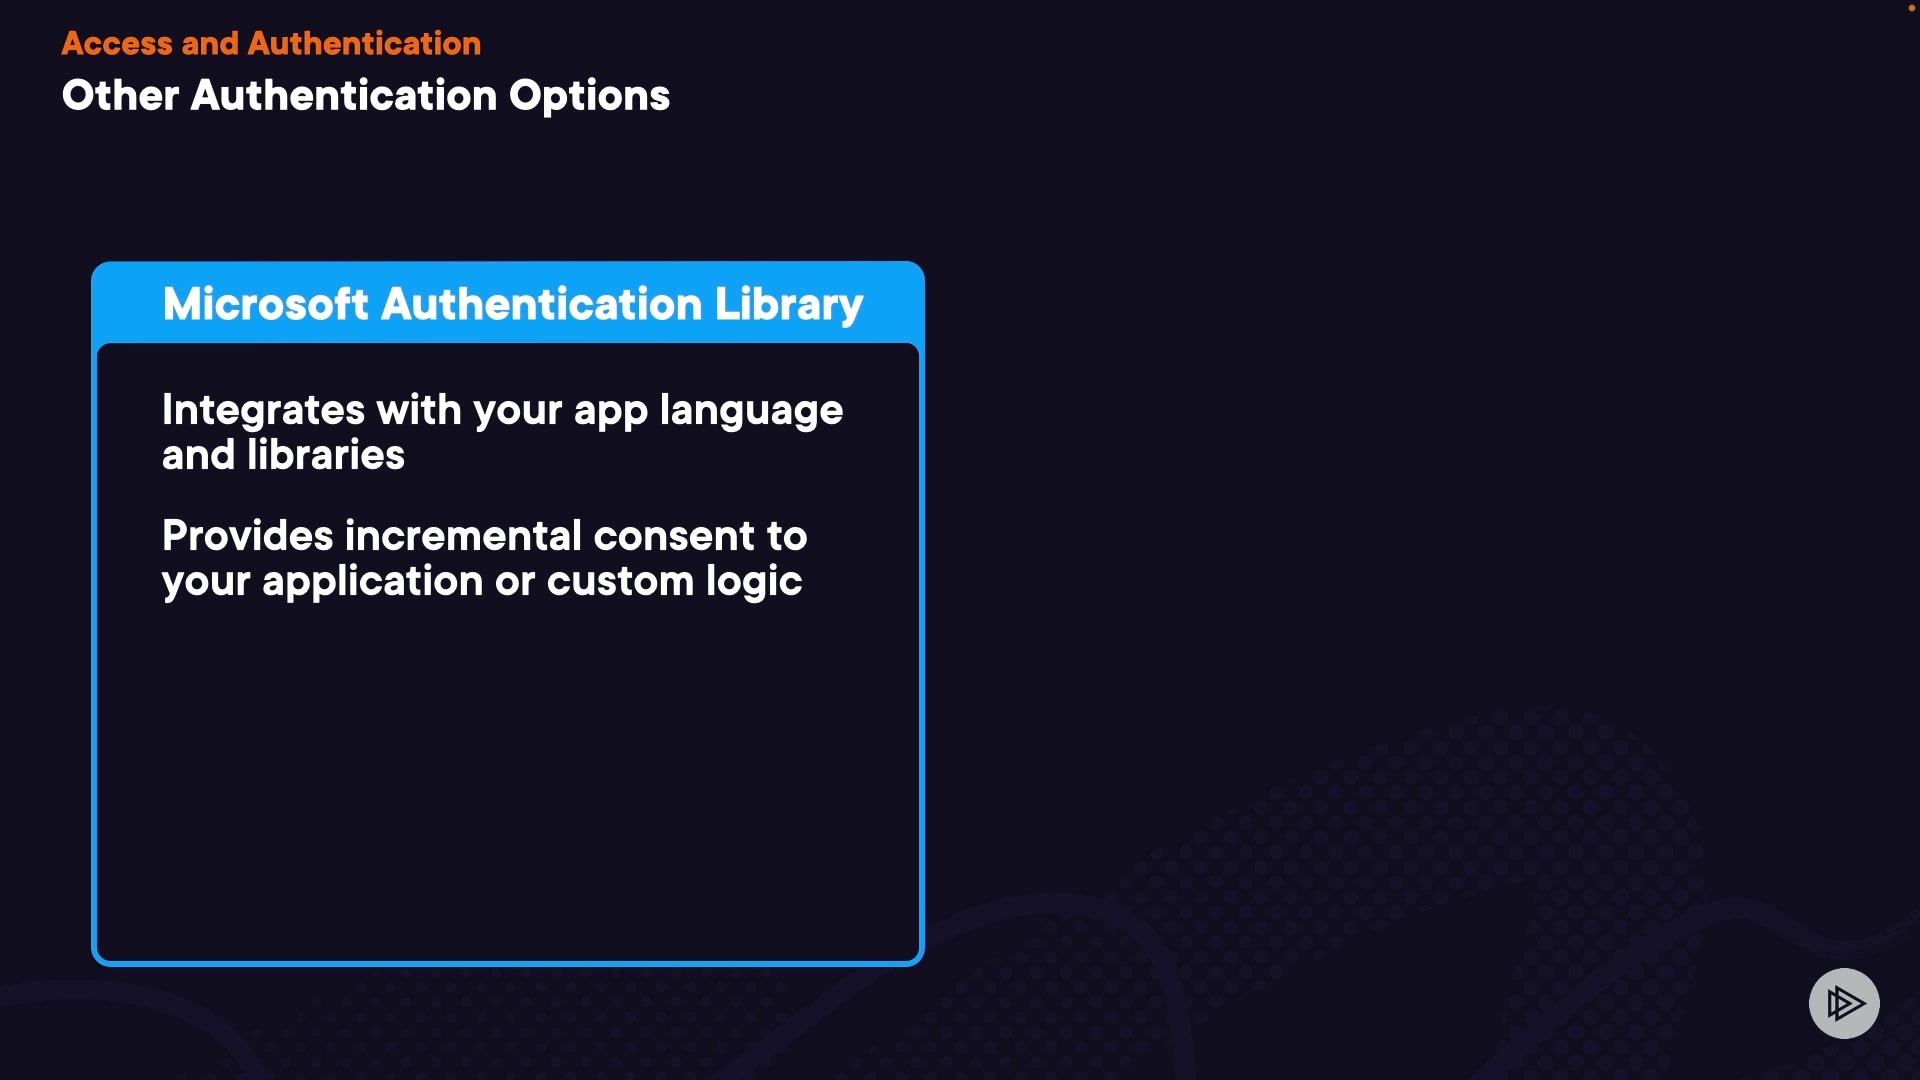 Access and Authentication
Other Authentication Options
Microsoft Authentication Library
Integrates with your app language
and libraries
Provides incremental consent to
your application or custom logic